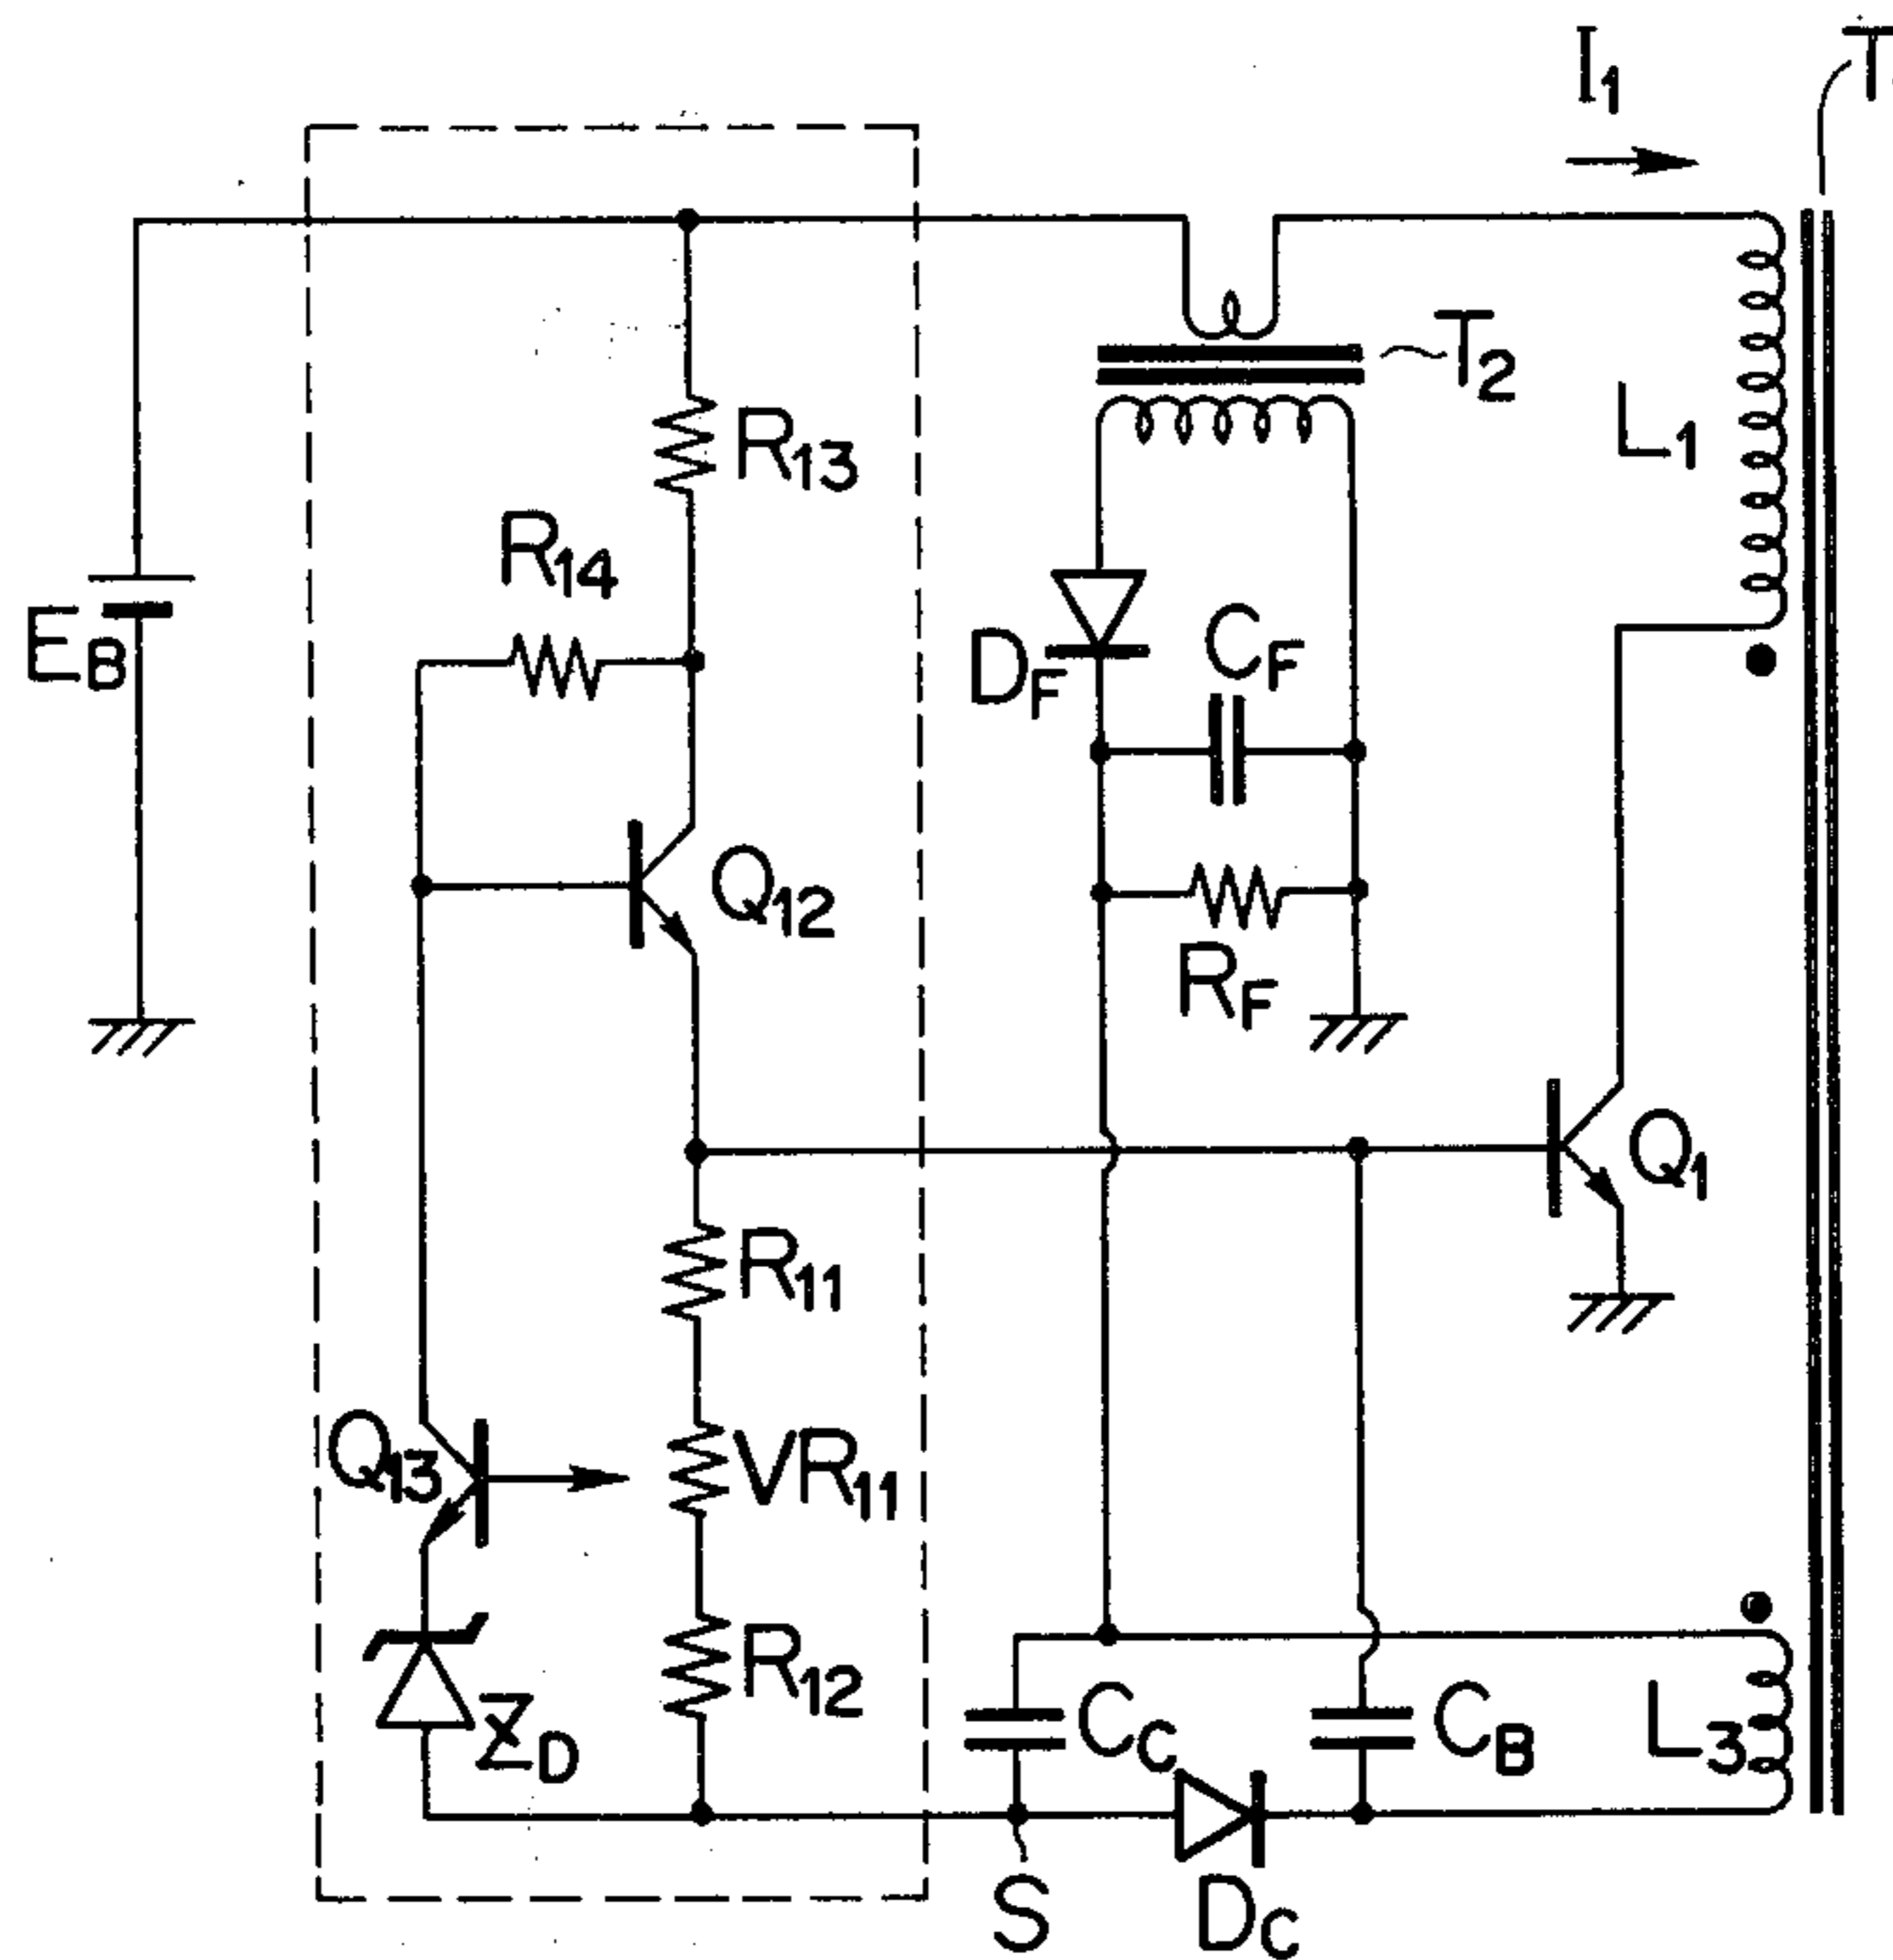 I1
T
T2
R13
L1
R14
EB
CF
DF
Q12
RF
Q1
R11
Q13
VR11
R12
CC
CB
L3
ZD
S
DC